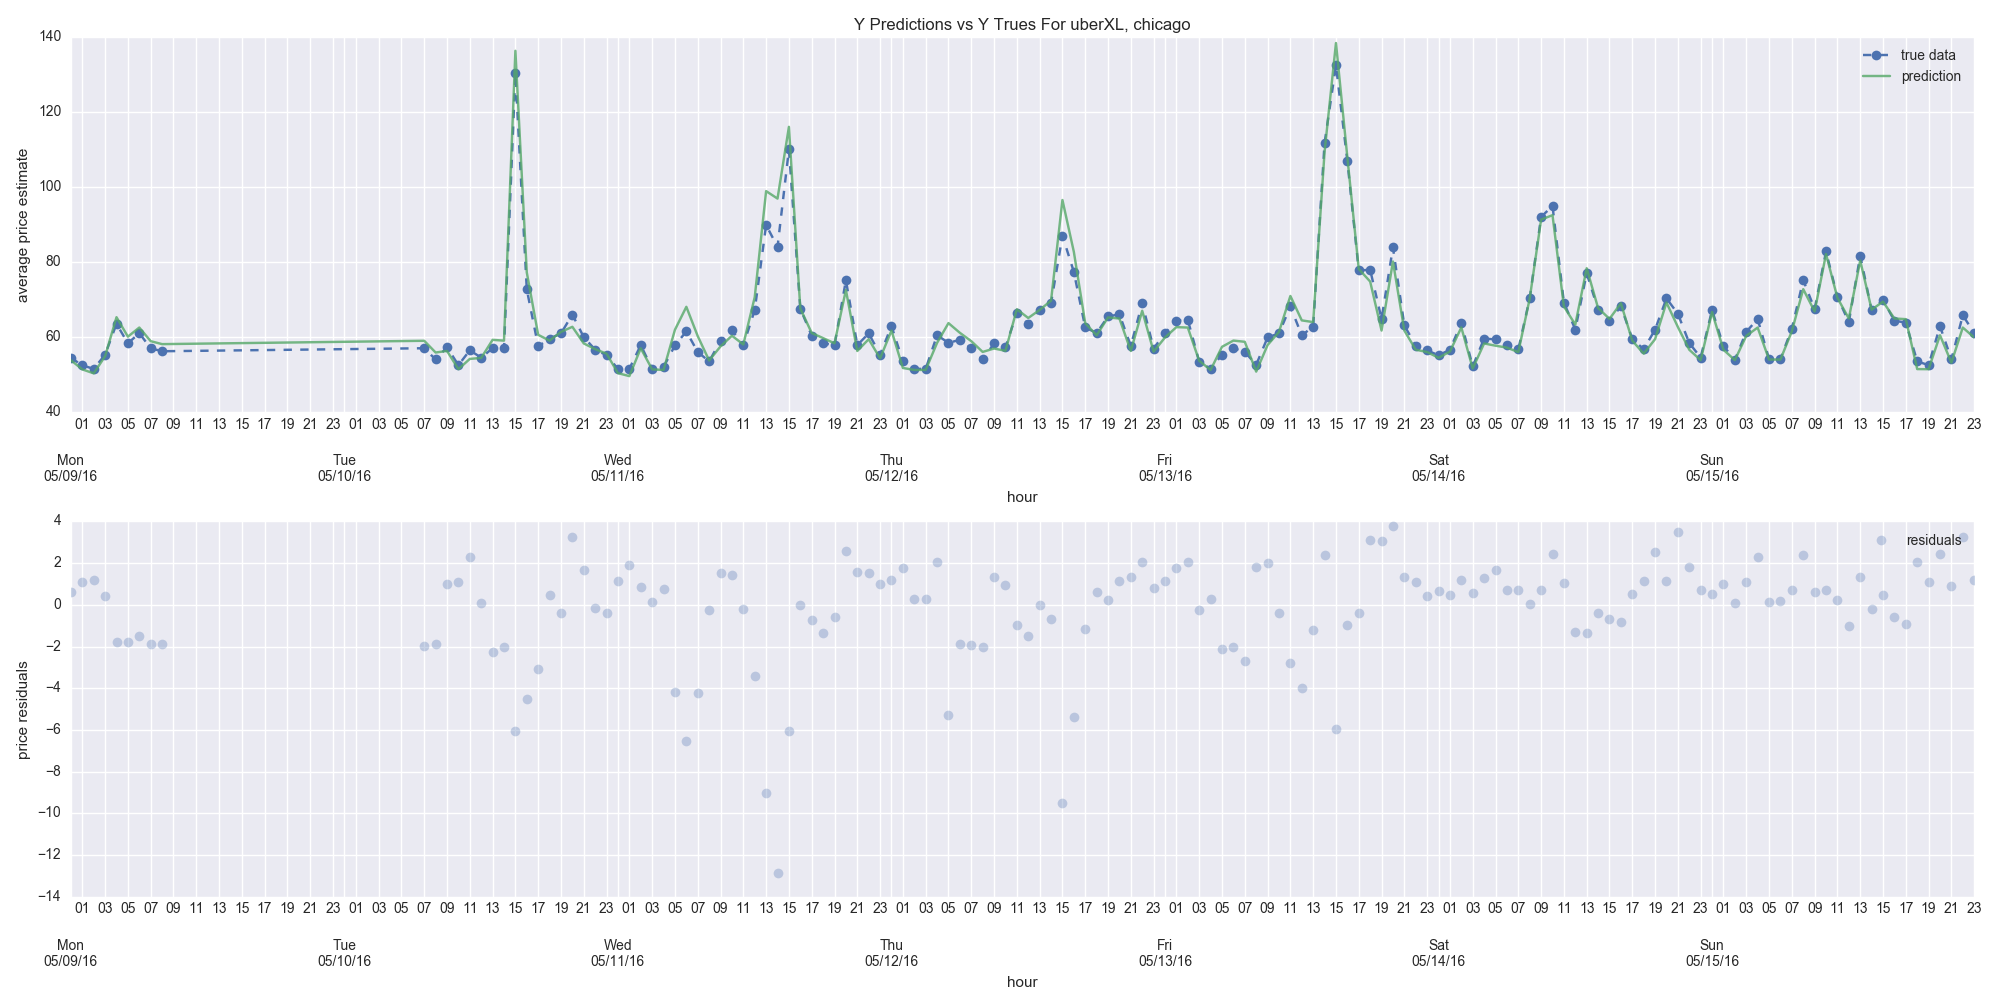 Y Predictions vs Y Trues For uberXL, chicago
140
120
100
80
60
40
average price estimate
true data
prediction
01 03 05 07 09 11 13 15 17 19 21 23 01 03 05 07 09 11 13 15 17 19 21 23 01 03 05 07 09 11 13 15 17 19 21 23 01 03 05 07 09 11 13 15 17 19 21 23 01 03 05 07 09 11 13 15 17 19 21 23 01 03 05 07 09 11 13 15 17 19 21 23 01 03 05 07 09 11 13 15 17 19 21 23
Mon Tue Wed Thu Fri Sat Sun
05/09/16 05/10/16 05/11/16 05/12/16 05/13/16 05/14/16 05/15/16
hour
4
2
0
−2
−4
−6
−8
−10
−12
−14
price residuals
residuals
01 03 05 07 09 11 13 15 17 19 21 23 01 03 05 07 09 11 13 15 17 19 21 23 01 03 05 07 09 11 13 15 17 19 21 23 01 03 05 07 09 11 13 15 17 19 21 23 01 03 05 07 09 11 13 15 17 19 21 23 01 03 05 07 09 11 13 15 17 19 21 23 01 03 05 07 09 11 13 15 17 19 21 23
Mon Tue Wed Thu Fri Sat Sun
05/09/16 05/10/16 05/11/16 05/12/16 05/13/16 05/14/16 05/15/16
hour